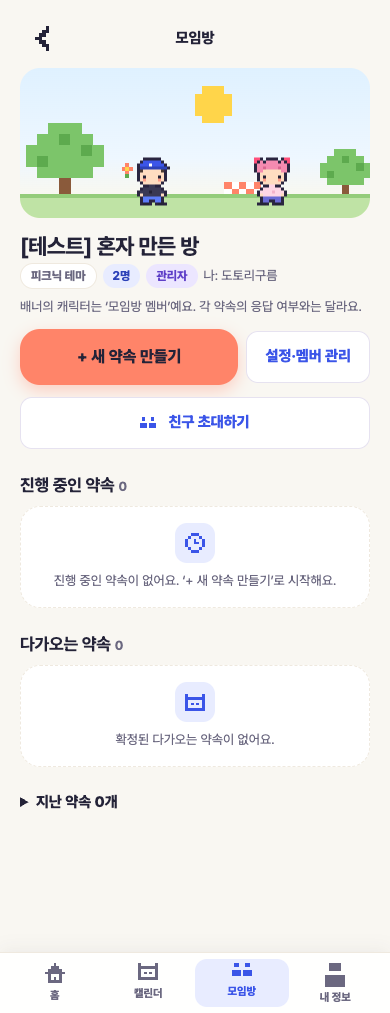 모임방
[테스트] 혼자 만든 방
피크닉 테마 2명 관리자 나: 도토리구름
배너의 캐릭터는 ‘모임방 멤버’예요. 각 약속의 응답 여부와는 달라요.
+ 새 약속 만들기 설정·멤버 관리
친구 초대하기
진행 중인 약속 0
진행 중인 약속이 없어요. ‘+ 새 약속 만들기’로 시작해요.
다가오는 약속 0
확정된 다가오는 약속이 없어요.
▶ 지난 약속 0개
홈 캘린더 모임방 내 정보